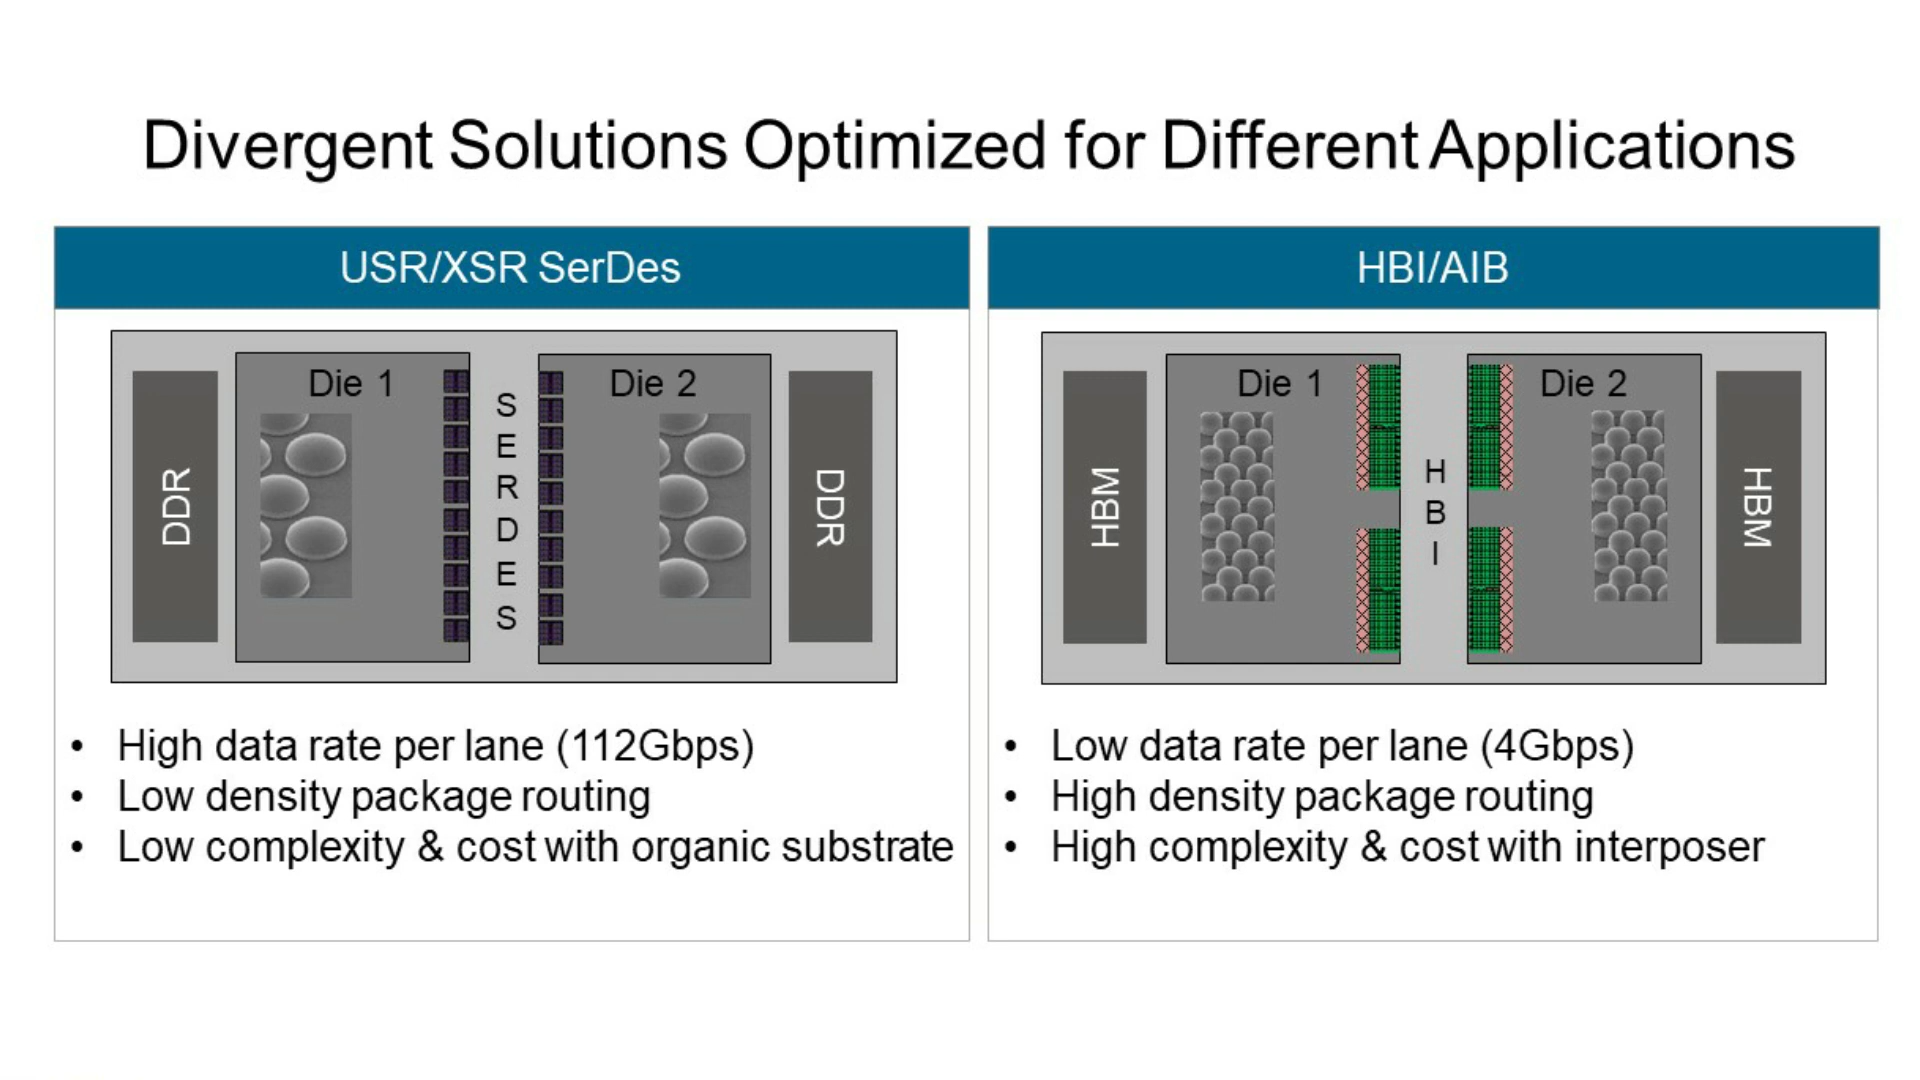 Divergent Solutions Optimized for Different Applications
USR/XSR SerDes
DDR
Die 1
S
E
R
D
E
S
Die 2
DDR
• High data rate per lane (112Gbps)
• Low density package routing
• Low complexity & cost with organic substrate
HBI/AIB
HBM
Die 1
H
B
I
Die 2
HBM
• Low data rate per lane (4Gbps)
• High density package routing
• High complexity & cost with interposer